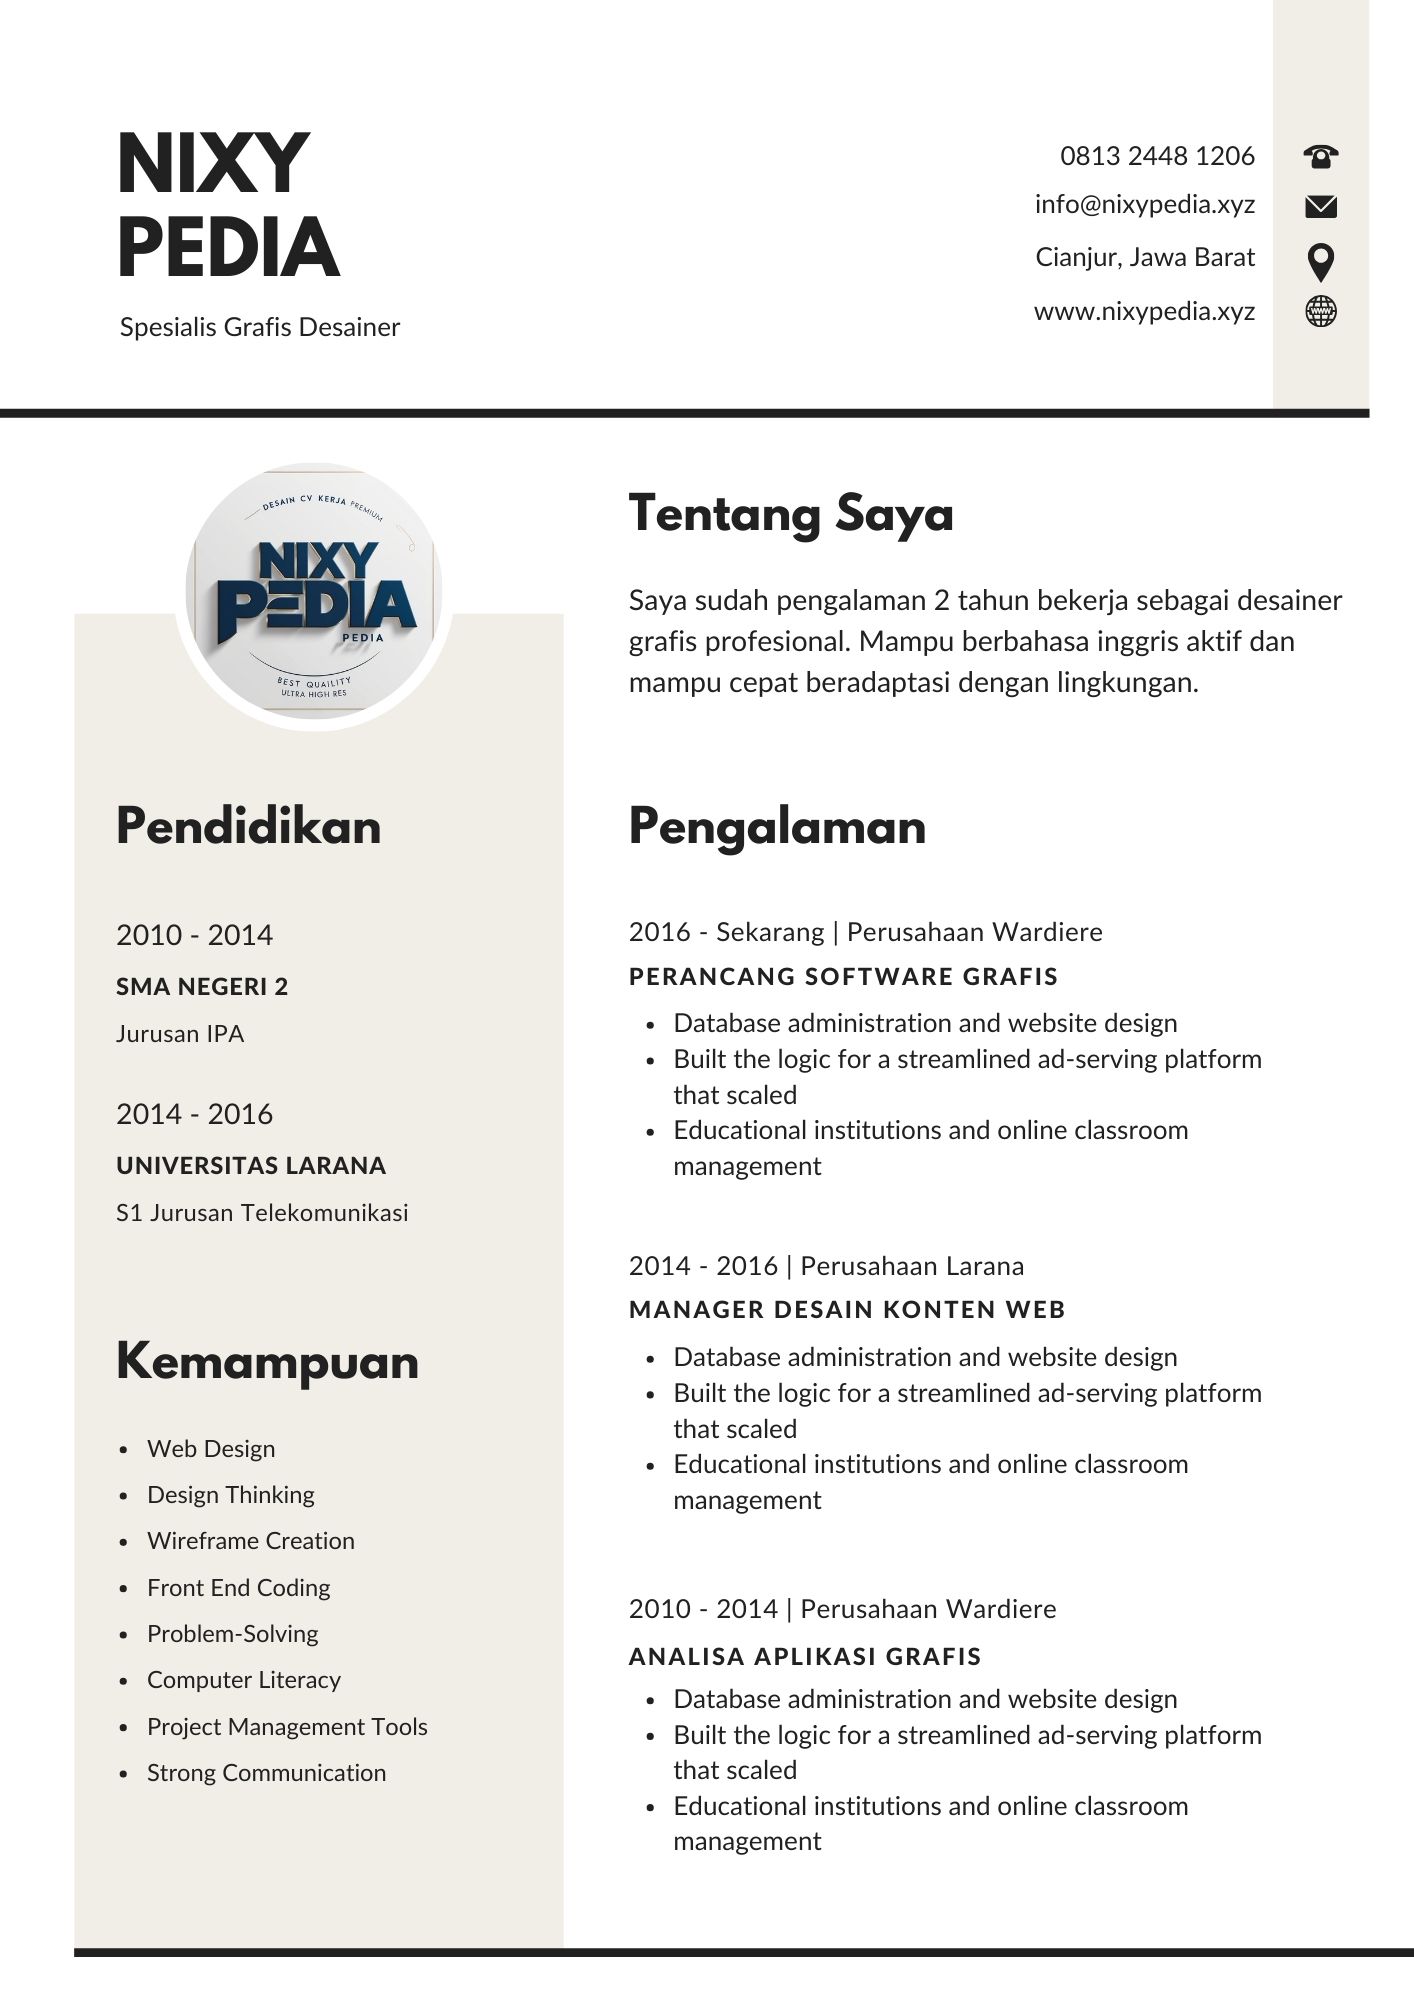 NIXY
PEDIA
Spesialis Grafis Desainer
0813 2448 1206
info@nixypedia.xyz
Cianjur, Jawa Barat
www.nixypedia.xyz
WWW
DESAIN CV KERJA PREMIUM
NIXY
PEDIA
PEDIA
BEST QUAILITY
ULTRA HIGH RES
Tentang Saya
Saya sudah pengalaman 2 tahun bekerja sebagai desainer
grafis profesional. Mampu berbahasa inggris aktif dan
mampu cepat beradaptasi dengan lingkungan.
Pendidikan
2010 - 2014
SMA NEGERI 2
Jurusan IPA
2014 - 2016
UNIVERSITAS LARANA
S1 Jurusan Telekomunikasi
Kemampuan
• Web Design
• Design Thinking
• Wireframe Creation
• Front End Coding
• Problem-Solving
• Computer Literacy
• Project Management Tools
• Strong Communication
Pengalaman
2016 - Sekarang | Perusahaan Wardiere
PERANCANG SOFTWARE GRAFIS
• Database administration and website design
• Built the logic for a streamlined ad-serving platform
that scaled
• Educational institutions and online classroom
management
2014 - 2016 | Perusahaan Larana
MANAGER DESAIN KONTEN WEB
• Database administration and website design
• Built the logic for a streamlined ad-serving platform
that scaled
• Educational institutions and online classroom
management
2010 - 2014 | Perusahaan Wardiere
ANALISA APLIKASI GRAFIS
• Database administration and website design
• Built the logic for a streamlined ad-serving platform
that scaled
• Educational institutions and online classroom
management